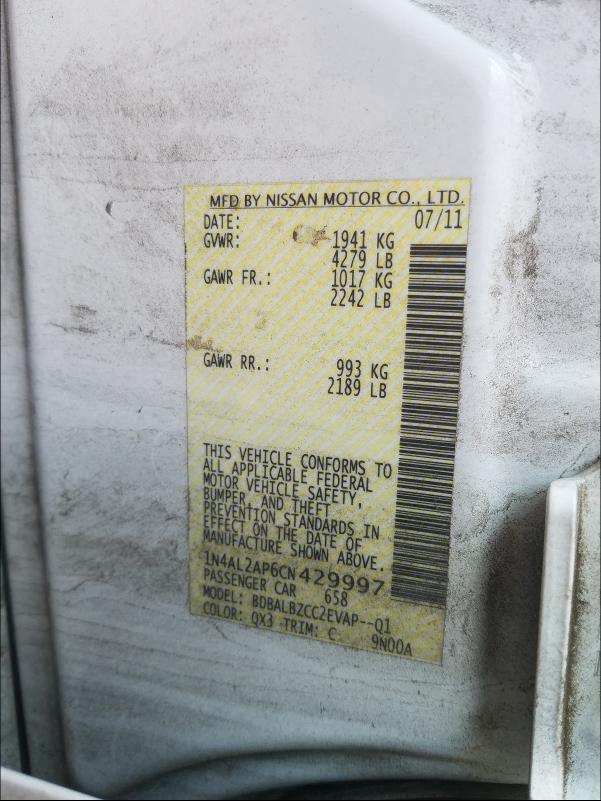 MFD BY NISSAN MOTOR CO., LTD.
DATE: 07/11
GVWR: 1941 KG
4279 LB
GAWR FR.: 1017 KG
2242 LB
GAWR RR.: 993 KG
2189 LB
THIS VEHICLE CONFORMS TO
ALL APPLICABLE FEDERAL
MOTOR VEHICLE SAFETY,
BUMPER, AND THEFT
PREVENTION STANDARDS IN
EFFECT ON THE DATE OF
MANUFACTURE SHOWN ABOVE.
1N4AL2AP6CN429997
PASSENGER CAR 658
MODEL: BDBALBZCC2EVAP--Q1
COLOR: QX3 TRIM: C 9N00A